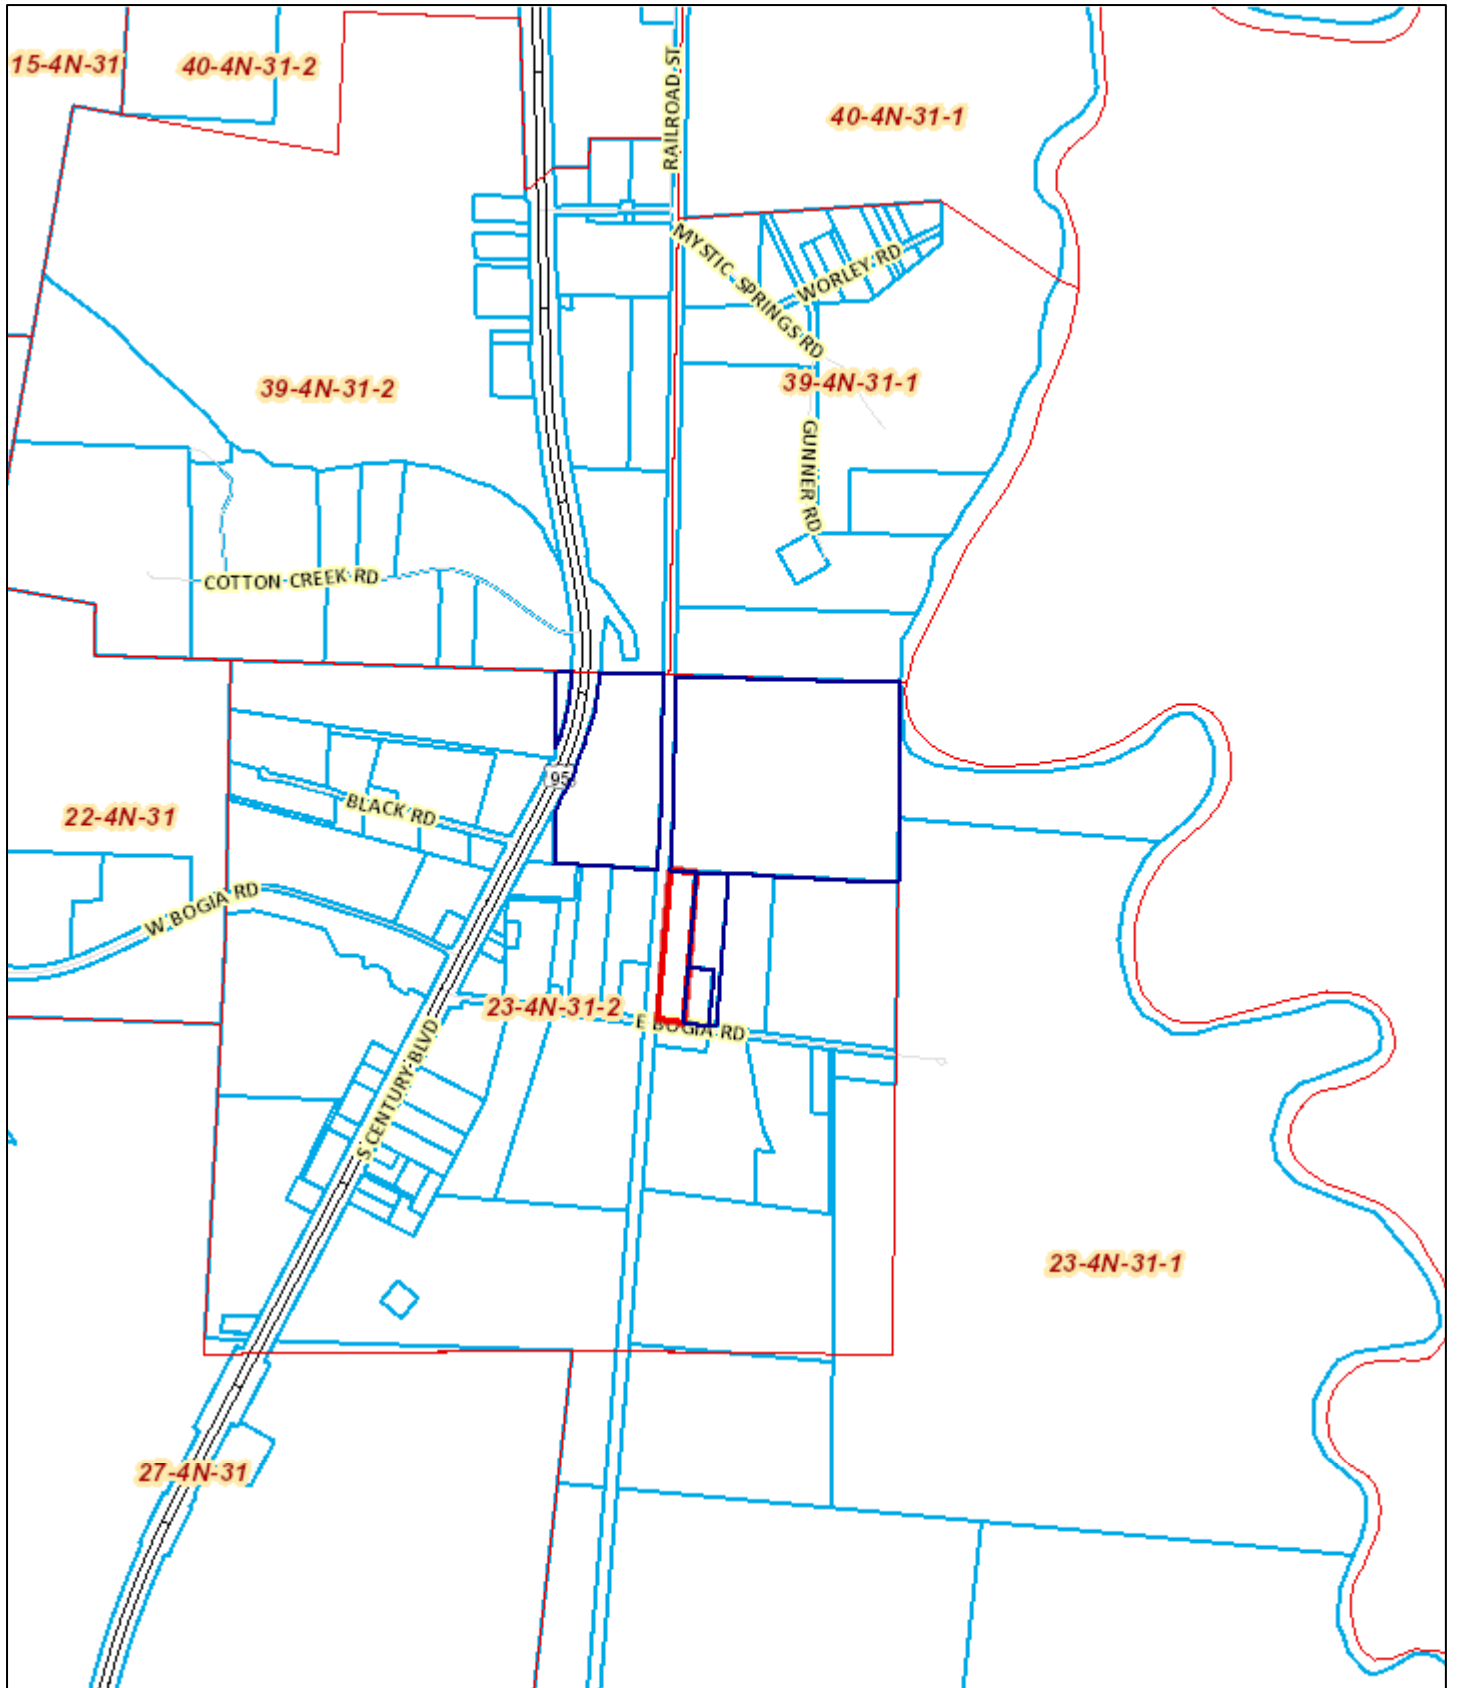 15-4N-31
40-4N-31-2
RAILROAD ST
40-4N-31-1
MYSTIC SPRINGS RD
WORLEY RD
39-4N-31-2
39-4N-31-1
GUNNER RD
COTTON CREEK RD
95
BLACK RD
22-4N-31
W BOGIA RD
23-4N-31-2
E BOGIA RD
S CENTURY BLVD
23-4N-31-1
27-4N-31